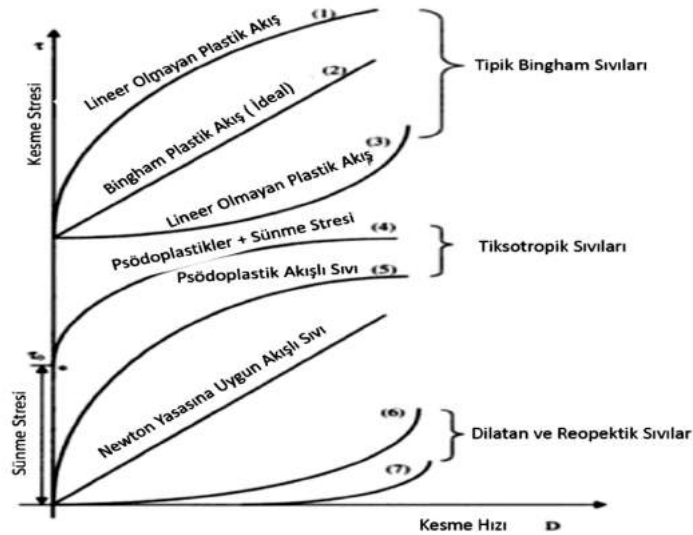 τ
Kesme Stresi
Lineer Olmayan Plastik Akış
(1)
Bingham Plastik Akış ( İdeal)
(2)
Lineer Olmayan Plastik Akış
(3)
Tipik Bingham Sıvıları
Psödoplastikler + Sünme Stresi
(4)
Psödoplastik Akışlı Sıvı
(5)
Tiksotropik Sıvıları
Newton Yasasına Uygun Akışlı Sıvı
Sünme Stresi
(6)
(7)
Dilatan ve Reopektik Sıvılar
Kesme Hızı D